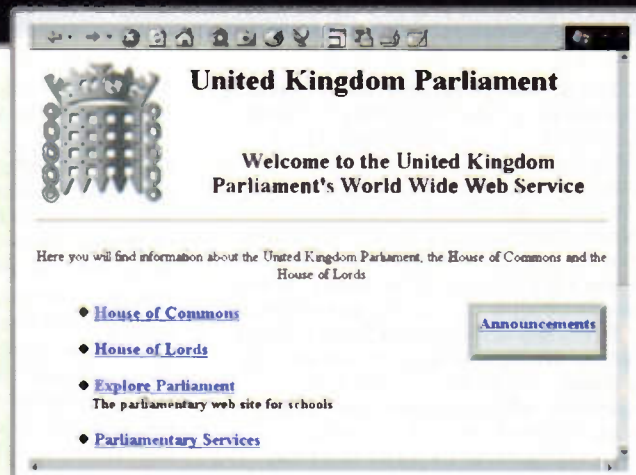 United Kingdom Parliament
Welcome to the United Kingdom
Parliament's World Wide Web Service
Here you will find information about the United Kingdom Parliament, the House of Commons and the
House of Lords
House of Commons
Announcements
House of Lords
Explore Parliament
The parliamentary web site for schools
Parliamentary Services